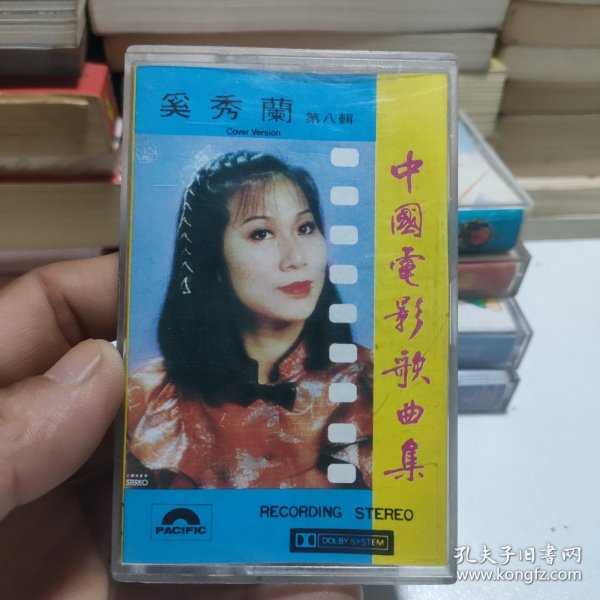 奚秀蘭 第八輯
Cover Version
中國電影歌曲集
STEREO
RECORDING STEREO
PACIFIC
DOLBY SYSTEM
孔夫子旧书网
www.kongfz.com